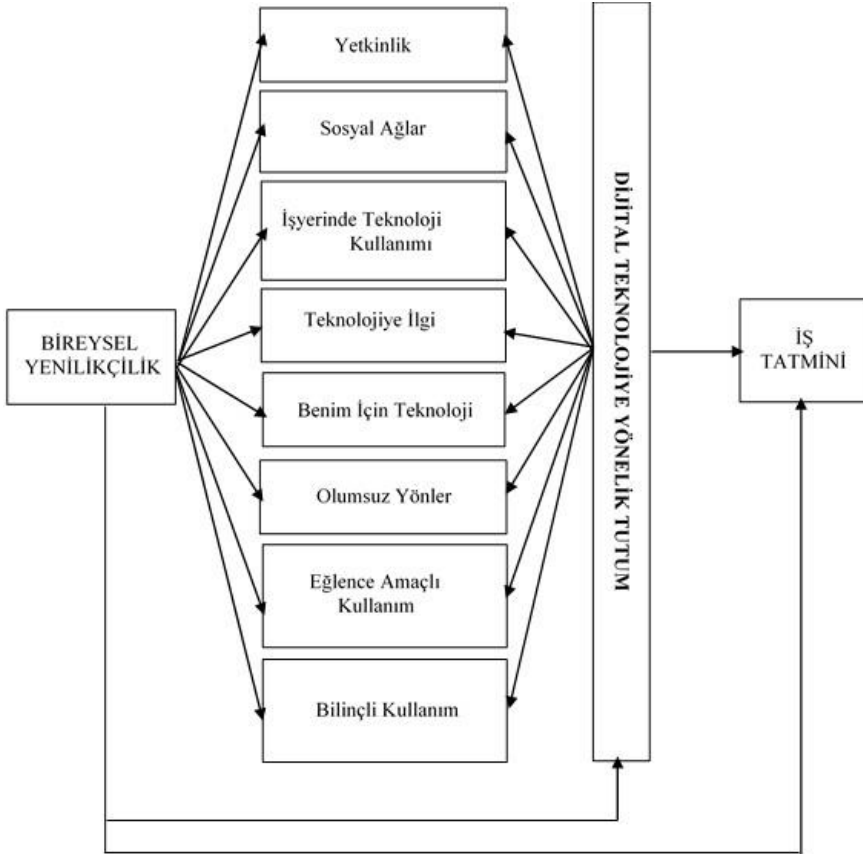 Yetkinlik
Sosyal Ağlar
İşyerinde Teknoloji
Kullanımı
Teknolojiye İlgi
Benim İçin Teknoloji
Olumsuz Yönler
Eğlence Amaçlı
Kullanım
Bilinçli Kullanım
BİREYSEL
YENİLİKÇİLİK
DİJİTAL TEKNOLOJİYE YÖNELİK TUTUM
İŞ
TATMİNİ